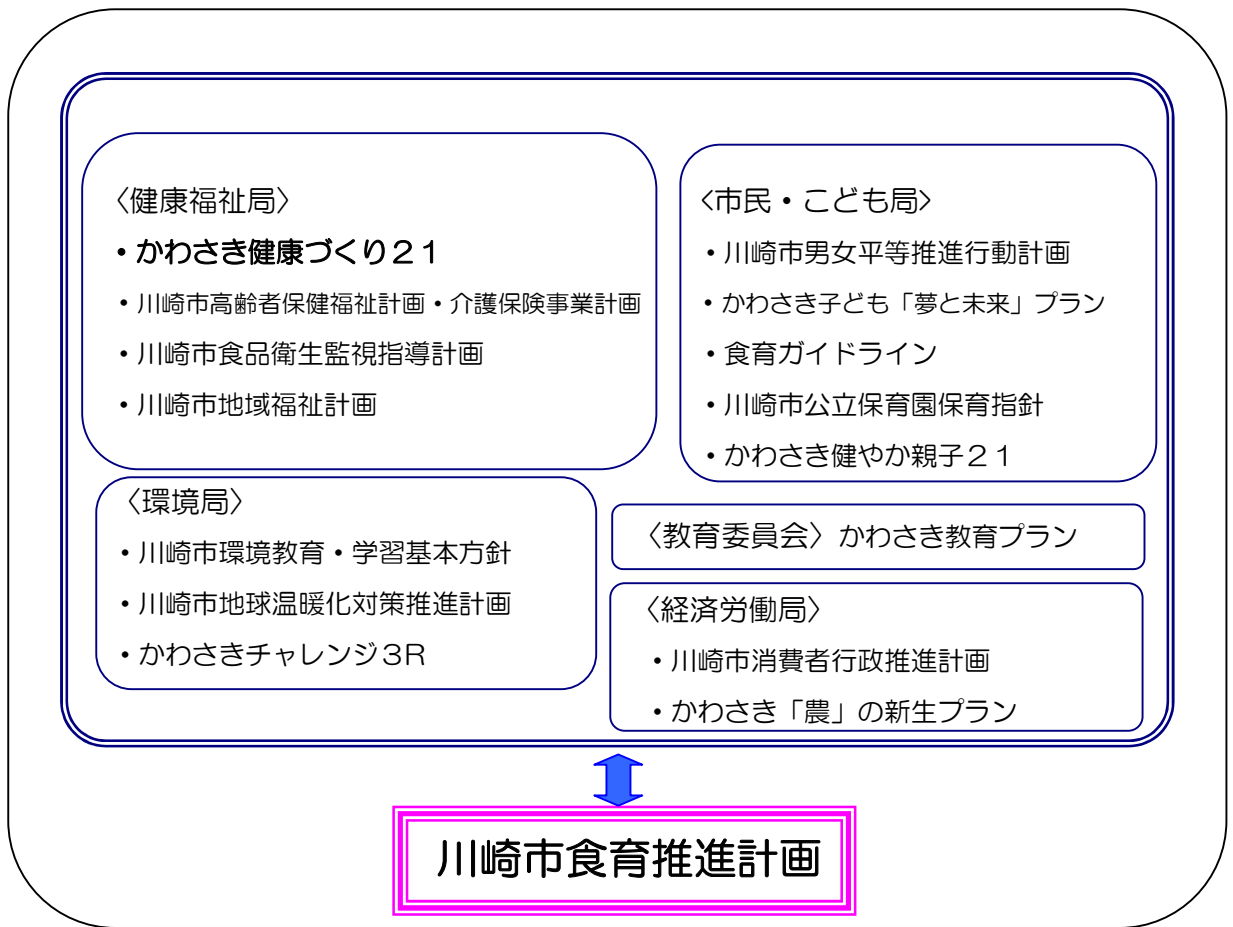 〈健康福祉局〉
・かわさき健康づくり２１
・川崎市高齢者保健福祉計画・介護保険事業計画
・川崎市食品衛生監視指導計画
・川崎市地域福祉計画
〈市民・こども局〉
・川崎市男女平等推進行動計画
・かわさき子ども「夢と未来」プラン
・食育ガイドライン
・川崎市公立保育園保育指針
・かわさき健やか親子２１
〈環境局〉
・川崎市環境教育・学習基本方針
・川崎市地球温暖化対策推進計画
・かわさきチャレンジ３R
〈教育委員会〉かわさき教育プラン
〈経済労働局〉
・川崎市消費者行政推進計画
・かわさき「農」の新生プラン
川崎市食育推進計画